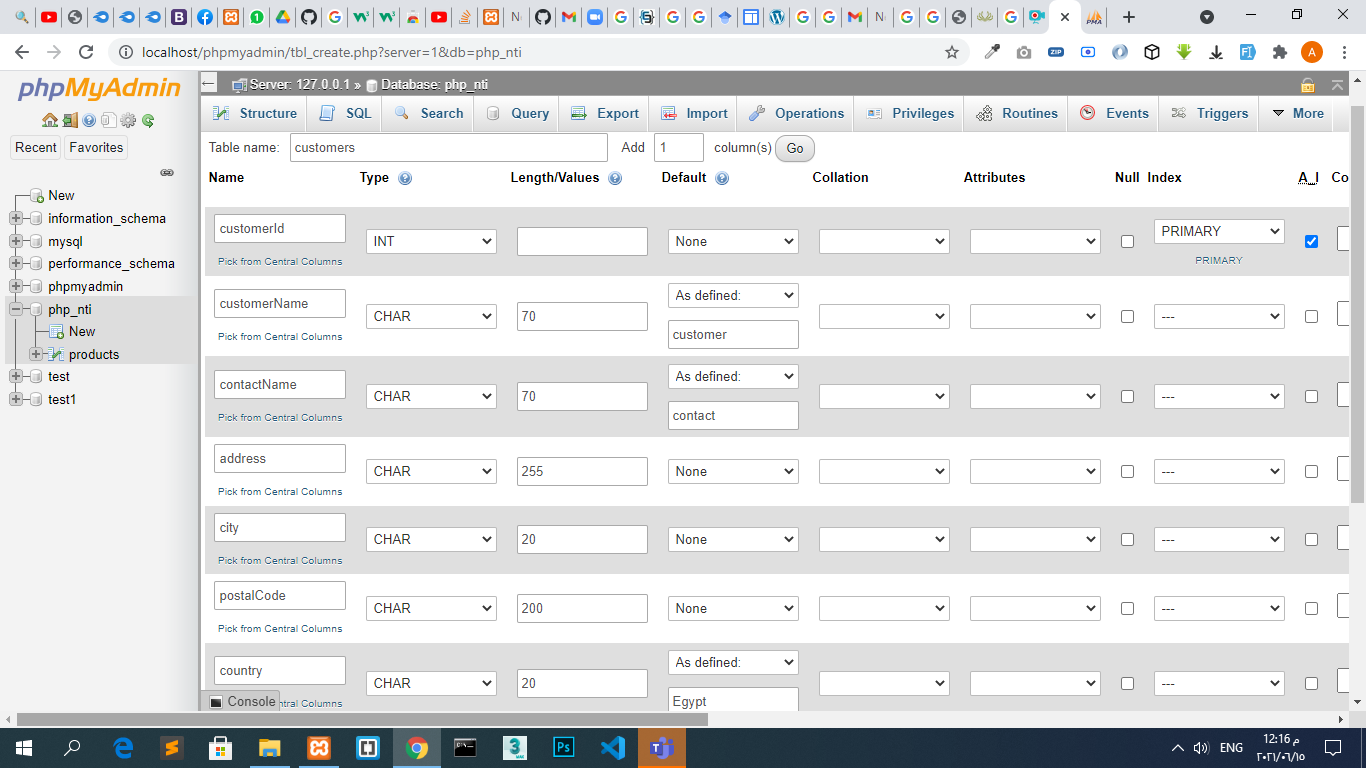 localhost/phpmyadmin/tbl_create.php?server=1&db=php_nti
phpMyAdmin
Recent Favorites
New
information_schema
mysql
performance_schema
phpmyadmin
php_nti
New
products
test
test1
Server: 127.0.0.1 » Database: php_nti
Structure SQL Search Query Export Import Operations Privileges Routines Events Triggers More
Table name: customers Add 1 column(s) Go
Name Type Length/Values Default Collation Attributes Null Index A_I Co
customerId INT None PRIMARY
Pick from Central Columns PRIMARY
customerName CHAR 70 As defined: ---
customer
Pick from Central Columns
contactName CHAR 70 As defined: ---
contact
Pick from Central Columns
address CHAR 255 None ---
Pick from Central Columns
city CHAR 20 None ---
Pick from Central Columns
postalCode CHAR 200 None ---
Pick from Central Columns
country CHAR 20 As defined: ---
Egypt
Console ntral Columns
ENG
12:16 م
٢٠٢١/٠٦/١٥